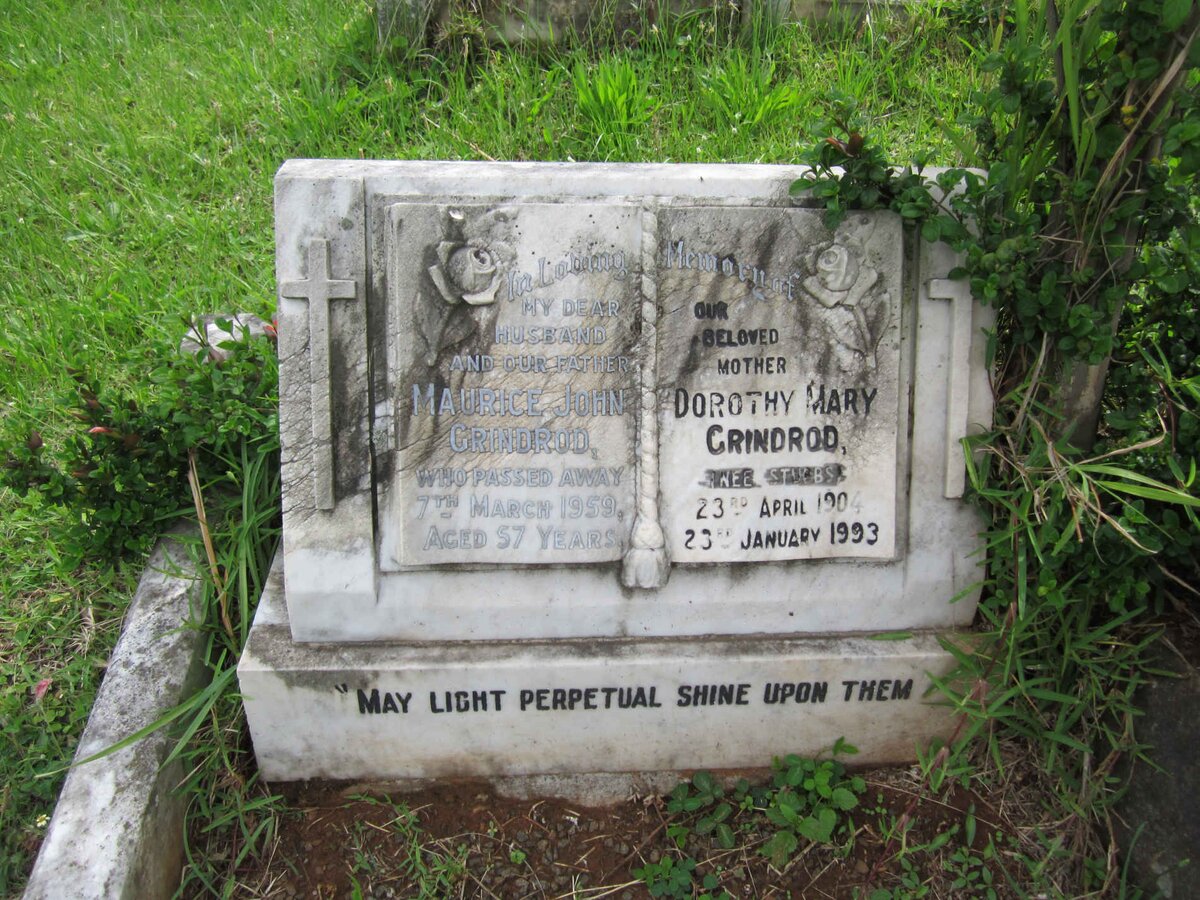 In Loving Memory of
MY DEAR
HUSBAND
AND OUR FATHER
MAURICE JOHN
GRINDROD,
WHO PASSED AWAY
7TH MARCH 1959,
AGED 57 YEARS.
OUR
BELOVED
MOTHER
DOROTHY MARY
GRINDROD,
(NEE STUBBS)
23RD APRIL 1904
23RD JANUARY 1993
"MAY LIGHT PERPETUAL SHINE UPON THEM